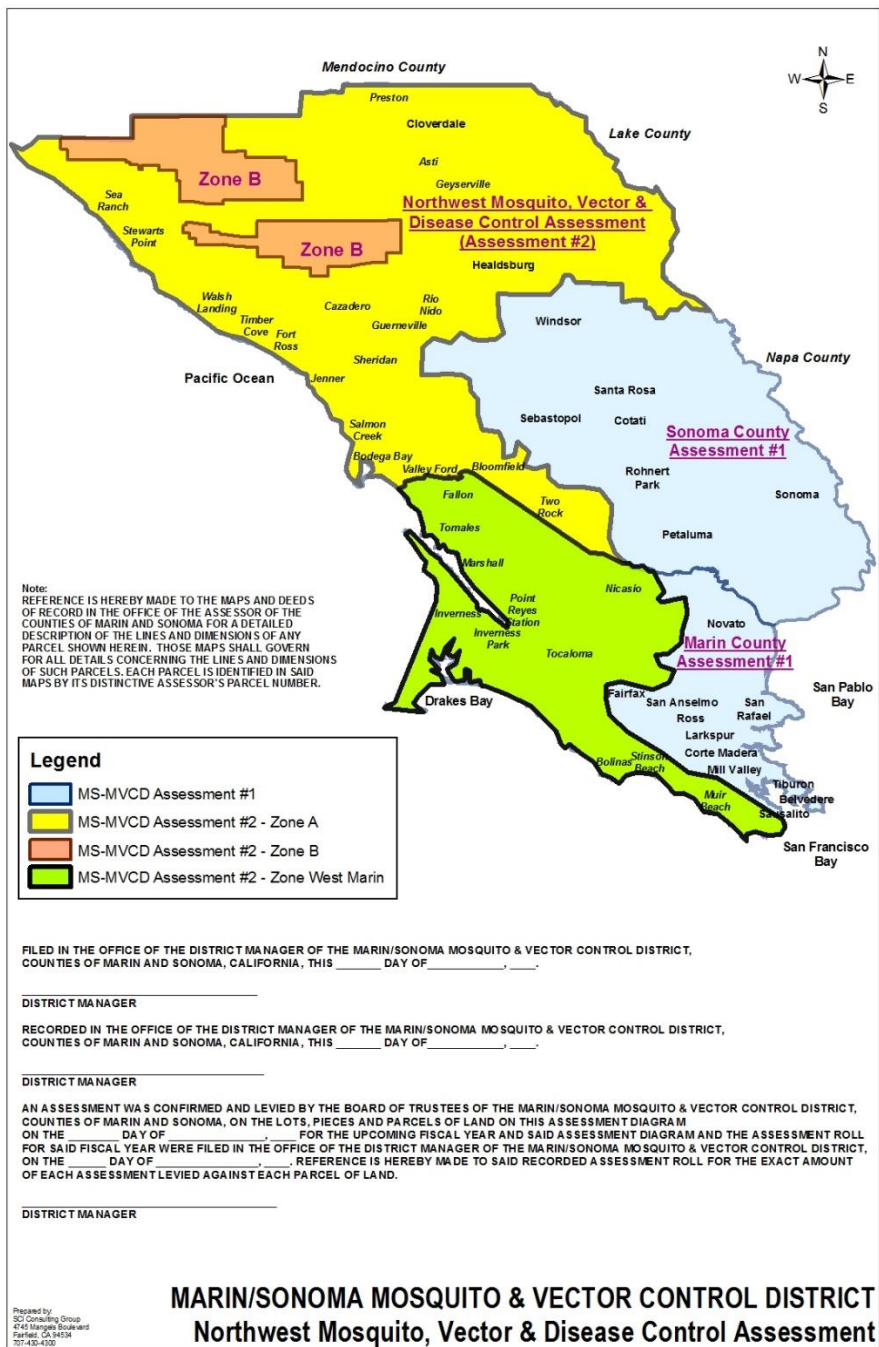 Mendocino County
N
W E
S
Preston
Cloverdale
Lake County
Asti
Zone B
Geyserville
Sea
Ranch
Northwest Mosquito, Vector &
Disease Control Assessment
(Assessment #2)
Stewarts
Point
Zone B
Healdsburg
Walsh
Landing
Cazadero
Rio
Nido
Timber
Cove
Fort
Ross
Guerneville
Windsor
Napa County
Sheridan
Pacific Ocean
Jenner
Santa Rosa
Sebastopol
Cotati
Salmon
Creek
Sonoma County
Assessment #1
Bodega Bay
Valley Ford
Bloomfield
Rohnert
Park
Sonoma
Fallon
Two
Rock
Tomales
Petaluma
Marshall
Note:
REFERENCE IS HEREBY MADE TO THE MAPS AND DEEDS
OF RECORD IN THE OFFICE OF THE ASSESSOR OF THE
COUNTIES OF MARIN AND SONOMA FOR A DETAILED
DESCRIPTION OF THE LINES AND DIMENSIONS OF ANY
PARCEL SHOWN HEREIN. THOSE MAPS SHALL GOVERN
FOR ALL DETAILS CONCERNING THE LINES AND DIMENSIONS
OF SUCH PARCELS. EACH PARCEL IS IDENTIFIED IN SAID
MAPS BY ITS DISTINCTIVE ASSESSOR'S PARCEL NUMBER.
Nicasio
Point
Reyes
Station
Inverness
Inverness
Park
Novato
Marin County
Assessment #1
Tocaloma
San Pablo
Bay
Drakes Bay
Fairfax
San Anselmo
Ross
San
Rafael
Larkspur
Corte Madera
Bolinas
Stinson
Beach
Mill Valley
Tiburon
Belvedere
Muir
Beach
Sausalito
San Francisco
Bay
Legend
MS-MVCD Assessment #1
MS-MVCD Assessment #2 - Zone A
MS-MVCD Assessment #2 - Zone B
MS-MVCD Assessment #2 - Zone West Marin
FILED IN THE OFFICE OF THE DISTRICT MANAGER OF THE MARIN/SONOMA MOSQUITO & VECTOR CONTROL DISTRICT,
COUNTIES OF MARIN AND SONOMA, CALIFORNIA, THIS _______ DAY OF____________, ____.
DISTRICT MANAGER
RECORDED IN THE OFFICE OF THE DISTRICT MANAGER OF THE MARIN/SONOMA MOSQUITO & VECTOR CONTROL DISTRICT,
COUNTIES OF MARIN AND SONOMA, CALIFORNIA, THIS _______ DAY OF____________, ____.
DISTRICT MANAGER
AN ASSESSMENT WAS CONFIRMED AND LEVIED BY THE BOARD OF TRUSTEES OF THE MARIN/SONOMA MOSQUITO & VECTOR CONTROL DISTRICT,
COUNTIES OF MARIN AND SONOMA, ON THE LOTS, PIECES AND PARCELS OF LAND ON THIS ASSESSMENT DIAGRAM
ON THE ________ DAY OF _______________, ____ FOR THE UPCOMING FISCAL YEAR AND SAID ASSESSMENT DIAGRAM AND THE ASSESSMENT ROLL
FOR SAID FISCAL YEAR WERE FILED IN THE OFFICE OF THE DISTRICT MANAGER OF THE MARIN/SONOMA MOSQUITO & VECTOR CONTROL DISTRICT,
ON THE ______ DAY OF ________________,____. REFERENCE IS HEREBY MADE TO SAID RECORDED ASSESSMENT ROLL FOR THE EXACT AMOUNT
OF EACH ASSESSMENT LEVIED AGAINST EACH PARCEL OF LAND.
DISTRICT MANAGER
MARIN/SONOMA MOSQUITO & VECTOR CONTROL DISTRICT
Northwest Mosquito, Vector & Disease Control Assessment
Prepared by:
SCI Consulting Group
4745 Mangels Boulevard
Fairfield, CA 94534
707-430-4300